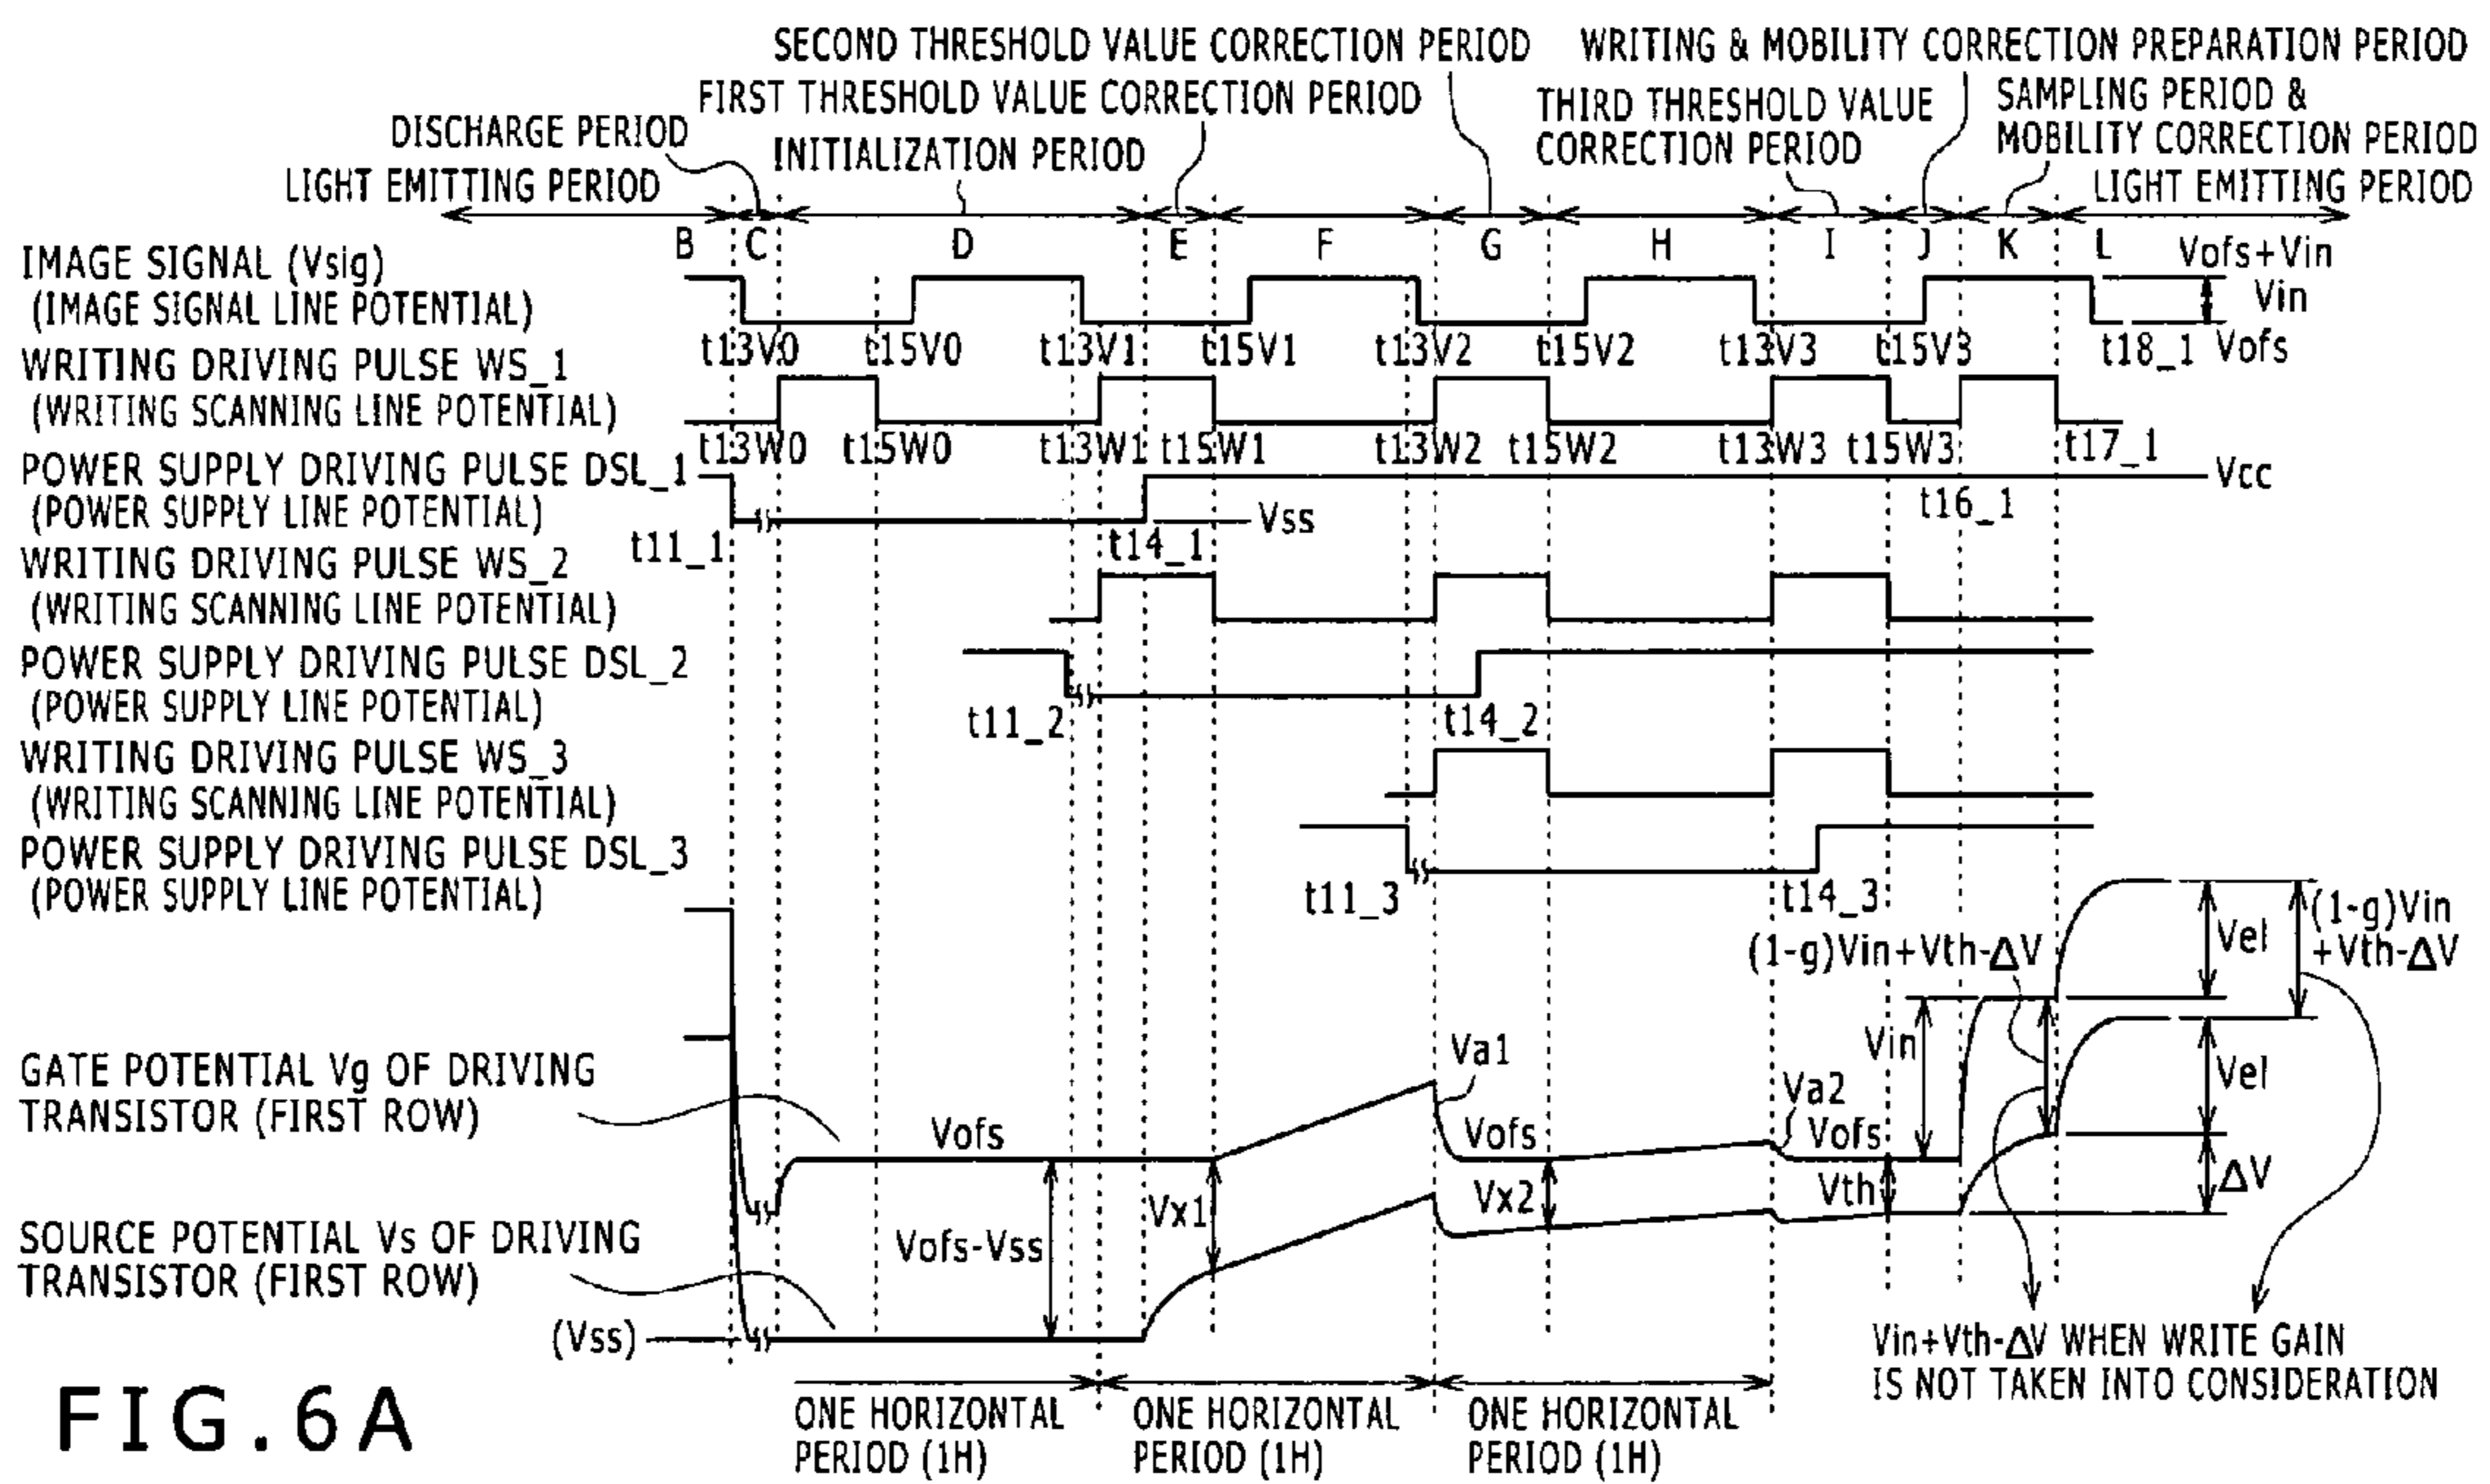 SECOND THRESHOLD VALUE CORRECTION PERIOD
WRITING & MOBILITY CORRECTION PREPARATION PERIOD
FIRST THRESHOLD VALUE CORRECTION PERIOD
THIRD THRESHOLD VALUE
CORRECTION PERIOD
SAMPLING PERIOD &
MOBILITY CORRECTION PERIOD
DISCHARGE PERIOD
INITIALIZATION PERIOD
LIGHT EMITTING PERIOD
LIGHT EMITTING PERIOD
B C D E F G H I J K L
IMAGE SIGNAL (Vsig)
(IMAGE SIGNAL LINE POTENTIAL)
Vofs+Vin
Vin
Vofs
t13V0 t15V0 t13V1 t15V1 t13V2 t15V2 t13V3 t15V3 t18_1
WRITING DRIVING PULSE WS_1
(WRITING SCANNING LINE POTENTIAL)
t13W0 t15W0 t13W1 t15W1 t13W2 t15W2 t13W3 t15W3 t17_1
POWER SUPPLY DRIVING PULSE DSL_1
(POWER SUPPLY LINE POTENTIAL)
Vcc
t16_1
Vss
t11_1 t14_1
WRITING DRIVING PULSE WS_2
(WRITING SCANNING LINE POTENTIAL)
POWER SUPPLY DRIVING PULSE DSL_2
(POWER SUPPLY LINE POTENTIAL)
t11_2 t14_2
WRITING DRIVING PULSE WS_3
(WRITING SCANNING LINE POTENTIAL)
POWER SUPPLY DRIVING PULSE DSL_3
(POWER SUPPLY LINE POTENTIAL)
t11_3 t14_3
(1-g)Vin+Vth-ΔV
Vel
(1-g)Vin
+Vth-ΔV
GATE POTENTIAL Vg OF DRIVING
TRANSISTOR (FIRST ROW)
Vofs
Va1
Vofs
Va2
Vofs
Vin
Vel
SOURCE POTENTIAL Vs OF DRIVING
TRANSISTOR (FIRST ROW)
Vofs-Vss
Vx1
Vx2
Vth
ΔV
(Vss)
Vin+Vth-ΔV WHEN WRITE GAIN
IS NOT TAKEN INTO CONSIDERATION
ONE HORIZONTAL
PERIOD (1H)
ONE HORIZONTAL
PERIOD (1H)
ONE HORIZONTAL
PERIOD (1H)
FIG.6A